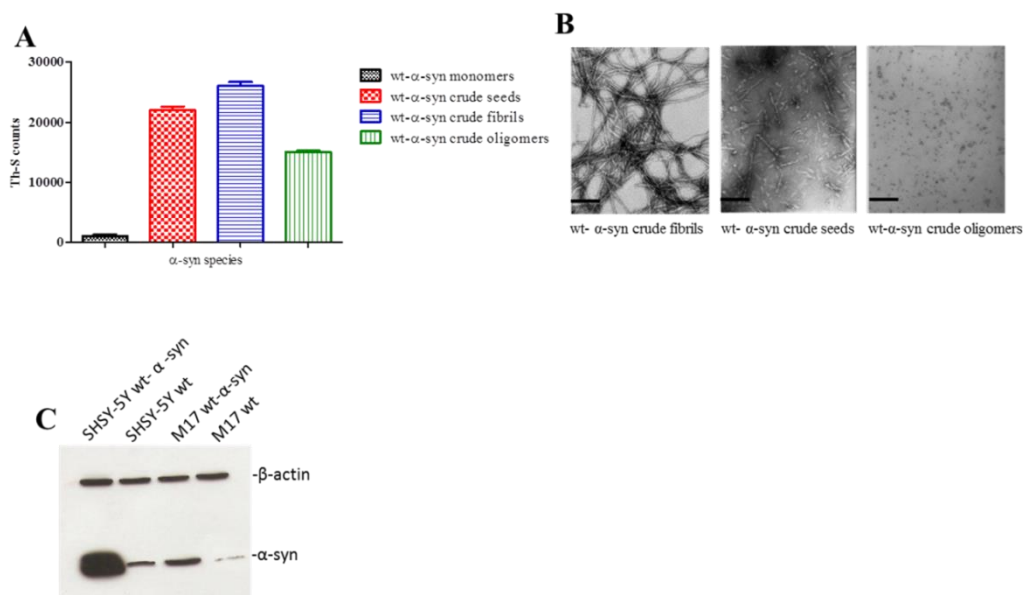 A
30000
20000
10000
0
Th-S counts
α-syn species
wt-α-syn monomers
wt-α-syn crude seeds
wt-α-syn crude fibrils
wt-α-syn crude oligomers
B
wt- α-syn crude fibrils
wt- α-syn crude seeds
wt-α-syn crude oligomers
C
SHSY-5Y wt- α -syn
SHSY-5Y wt
M17 wt-α-syn
M17 wt
-β-actin
-α-syn